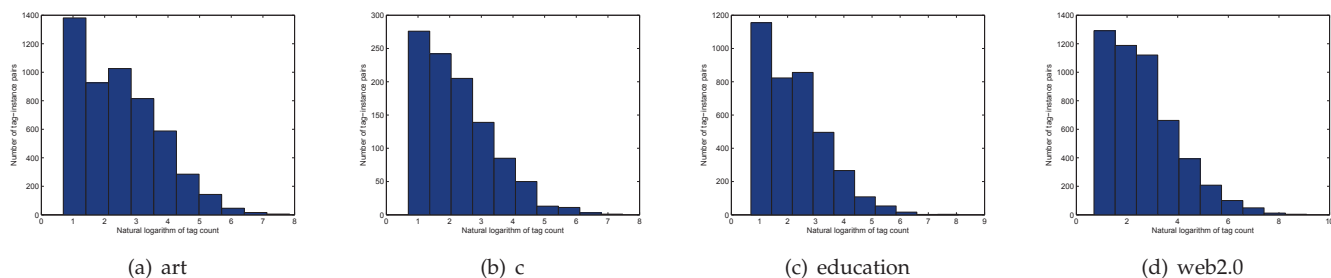 1400
1200
1000
800
600
400
200
0
Number of tag−instance pairs
0 1 2 3 4 5 6 7 8
Natural logarithm of tag count
(a) art
300
250
200
150
100
50
0
Number of tag−instance pairs
0 1 2 3 4 5 6 7 8
Natural logarithm of tag count
(b) c
1200
1000
800
600
400
200
0
Number of tag−instance pairs
0 1 2 3 4 5 6 7 8 9
Natural logarithm of tag count
(c) education
1400
1200
1000
800
600
400
200
0
Number of tag−instance pairs
0 2 4 6 8 10
Natural logarithm of tag count
(d) web2.0